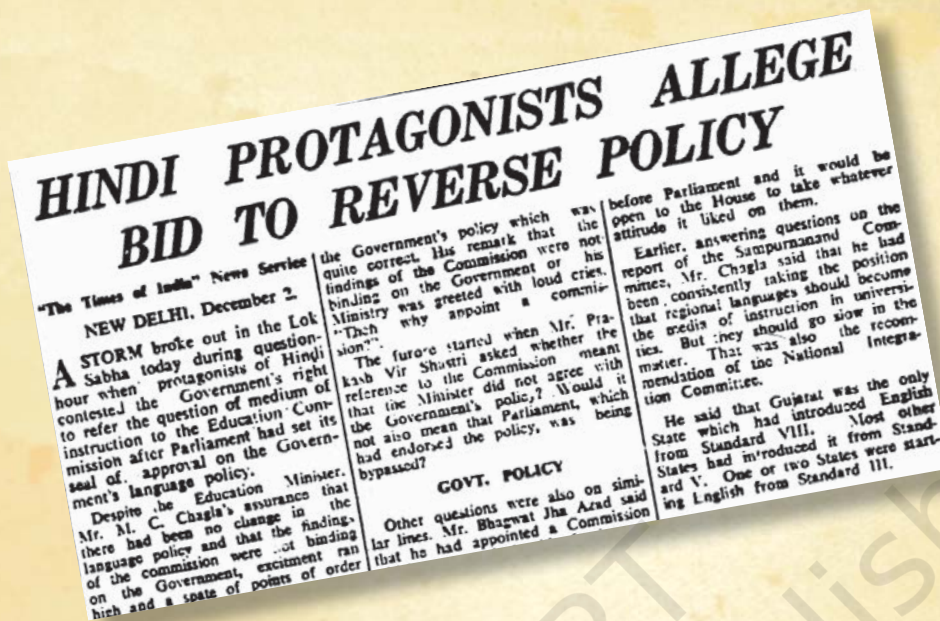 HINDI PROTAGONISTS ALLEGE
BID TO REVERSE POLICY
"The Times of India" News Service
NEW DELHI, December 2.
A STORM broke out in the Lok
Sabha today during question-
hour when protagonists of Hindi
contested the Government's right
to refer the question of medium of
instruction to the Education Com-
mission after Parliament had set its
seal of approval on the Govern-
ment's language policy.
Despite the Education Minister,
Mr. M. C. Chagla's assurance that
there had been no change in the
language policy and that the findings
of the commission were not binding
on the Government, excitment ran
high and a spate of points of order
the Government's policy which was
quite correct. His remark that the
findings of the Commission were not
binding on the Government or his
Ministry was greeted with loud cries.
"Then why appoint a commis-
sion?".
The furore started when Mr. Pra-
kash Vir Shastri asked whether the
reference to the Commission meant
that the Minister did not agree with
the Government's policy? Would it
not also mean that Parliament, which
had endorsed the policy, was being
bypassed?
GOVT. POLICY
Other questions were also on simi-
lar lines. Mr. Bhagwat Jha Azad said
that he had appointed a Commission
before Parliament and it would be
open to the House to take whatever
attitude it liked on them.
Earlier, answering questions on the
report of the Sampurnanand Com-
mittee, Mr. Chagla said that he had
been consistently taking the position
that regional languages should become
the media of instruction in universi-
ties. But they should go slow in the
matter. That was also the recom-
mendation of the National Integra-
tion Committee.
He said that Gujarat was the only
State which had introduced English
from Standard VIII. Most other
States had introduced it from Stand-
ard V. One or two States were start-
ing English from Standard III.